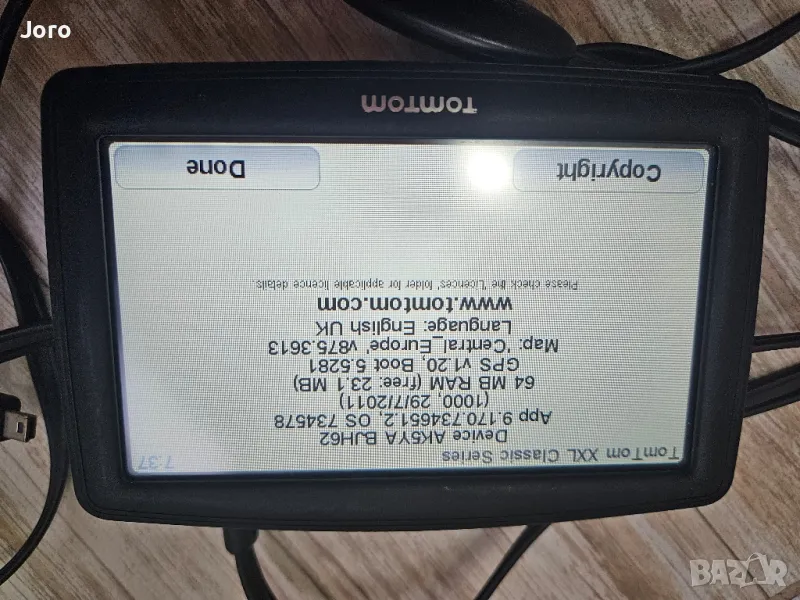 Joro
TOMTOM
TomTom XXL Classic Series
7:37
Device AK5YA BJH62
App 9.170.734651.2, OS 734578
(1000, 29/7/2011)
64 MB RAM (free: 23.1 MB)
GPS v1.20, Boot 5.5281
Map: 'Central_Europe' v875.3613
Language: English UK
www.tomtom.com
Please check the 'Licences' folder for applicable licence details.
Copyright
Done
BAZAR